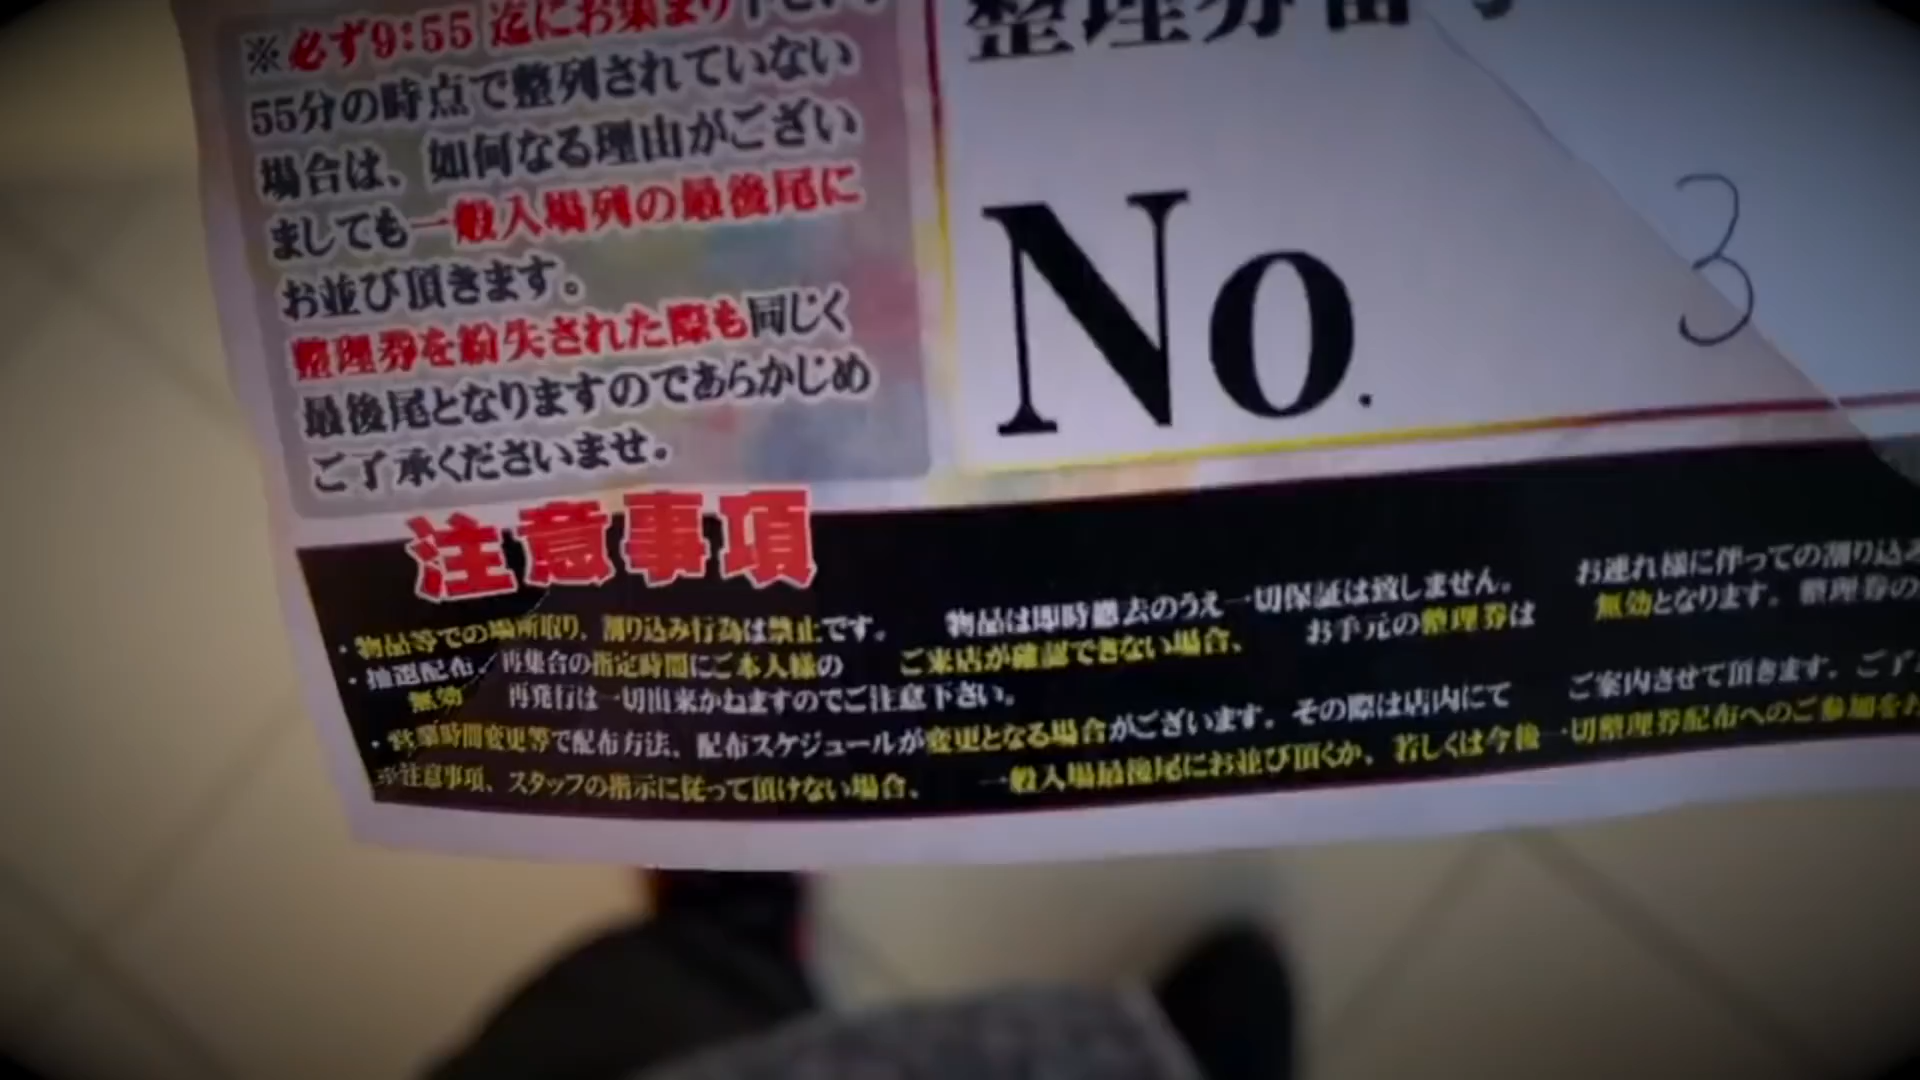 ※必ず9:55 迄にお集まり下さい。
55分の時点で整列されていない
場合は、如何なる理由がござい
ましても一般入場列の最後尾に
お並び頂きます。
整理券を紛失された際も同じく
最後尾となりますのであらかじめ
ご了承くださいませ。
整理券番号
No. 3
注意事項
・物品等での場所取り、割り込み行為は禁止です。 物品は即時撤去のうえ一切保証は致しません。 お連れ様に伴っての割り込み
・抽選配布/再集合の指定時間にご本人様の ご来店が確認できない場合、 お手元の整理券は 無効となります。整理券の
無効 再発行は一切出来かねますのでご注意下さい。
・営業時間変更等で配布方法、配布スケジュールが変更となる場合がございます。その際は店内にて ご案内させて頂きます。ご了
※注意事項、スタッフの指示に従って頂けない場合、 一般入場最後尾にお並び頂くか、若しくは今後一切整理券配布へのご参加をお